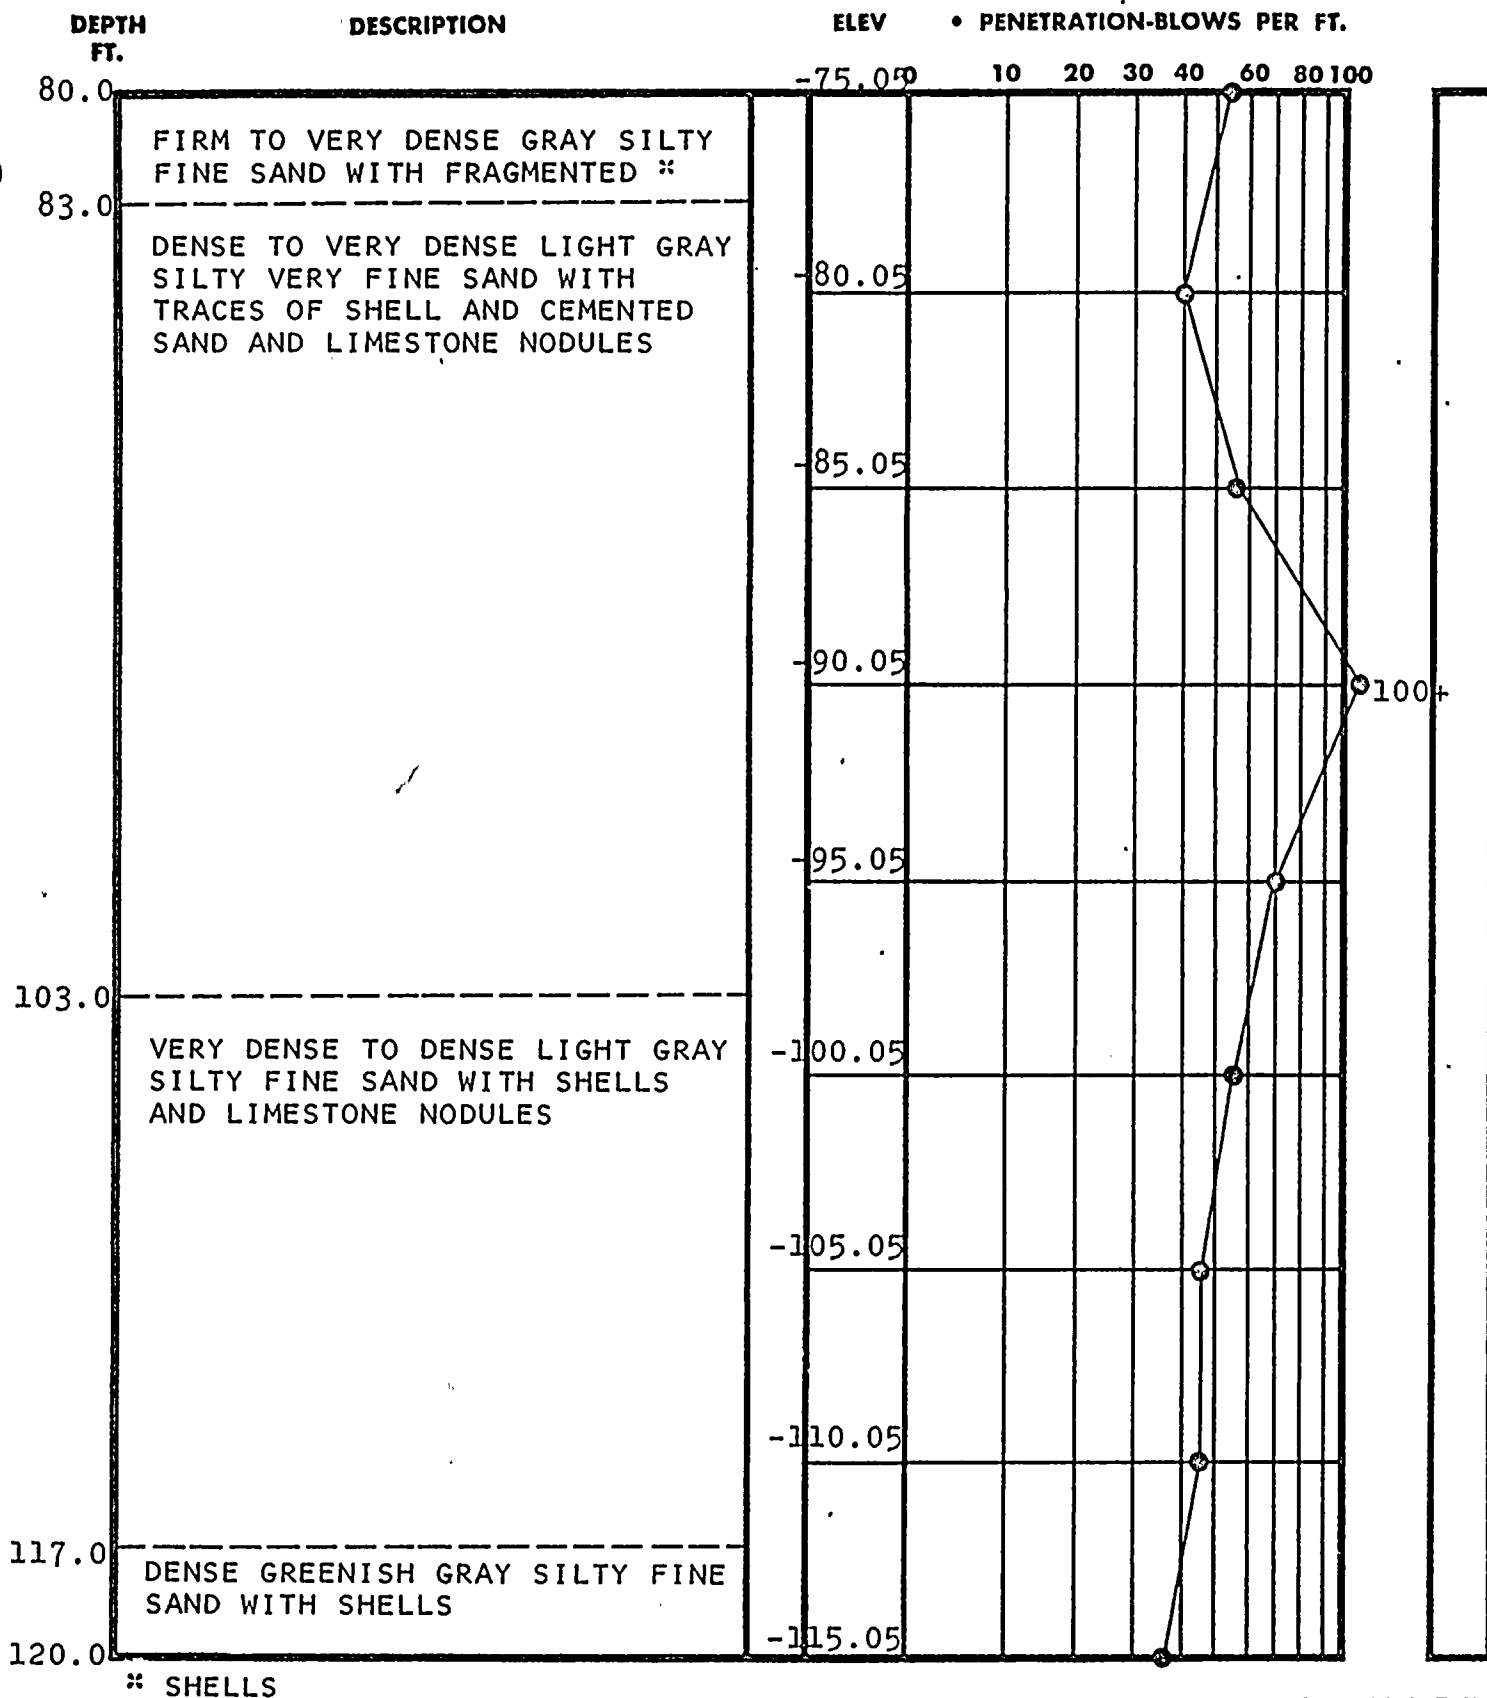 DEPTH FT. DESCRIPTION ELEV • PENETRATION-BLOWS PER FT.
0 10 20 30 40 60 80 100
80.0 -75.05
FIRM TO VERY DENSE GRAY SILTY
FINE SAND WITH FRAGMENTED *
83.0
DENSE TO VERY DENSE LIGHT GRAY
SILTY VERY FINE SAND WITH
TRACES OF SHELL AND CEMENTED
SAND AND LIMESTONE NODULES
-80.05
-85.05
-90.05
100+
-95.05
103.0
VERY DENSE TO DENSE LIGHT GRAY
SILTY FINE SAND WITH SHELLS
AND LIMESTONE NODULES
-100.05
-105.05
-110.05
117.0
DENSE GREENISH GRAY SILTY FINE
SAND WITH SHELLS
120.0 -115.05
* SHELLS